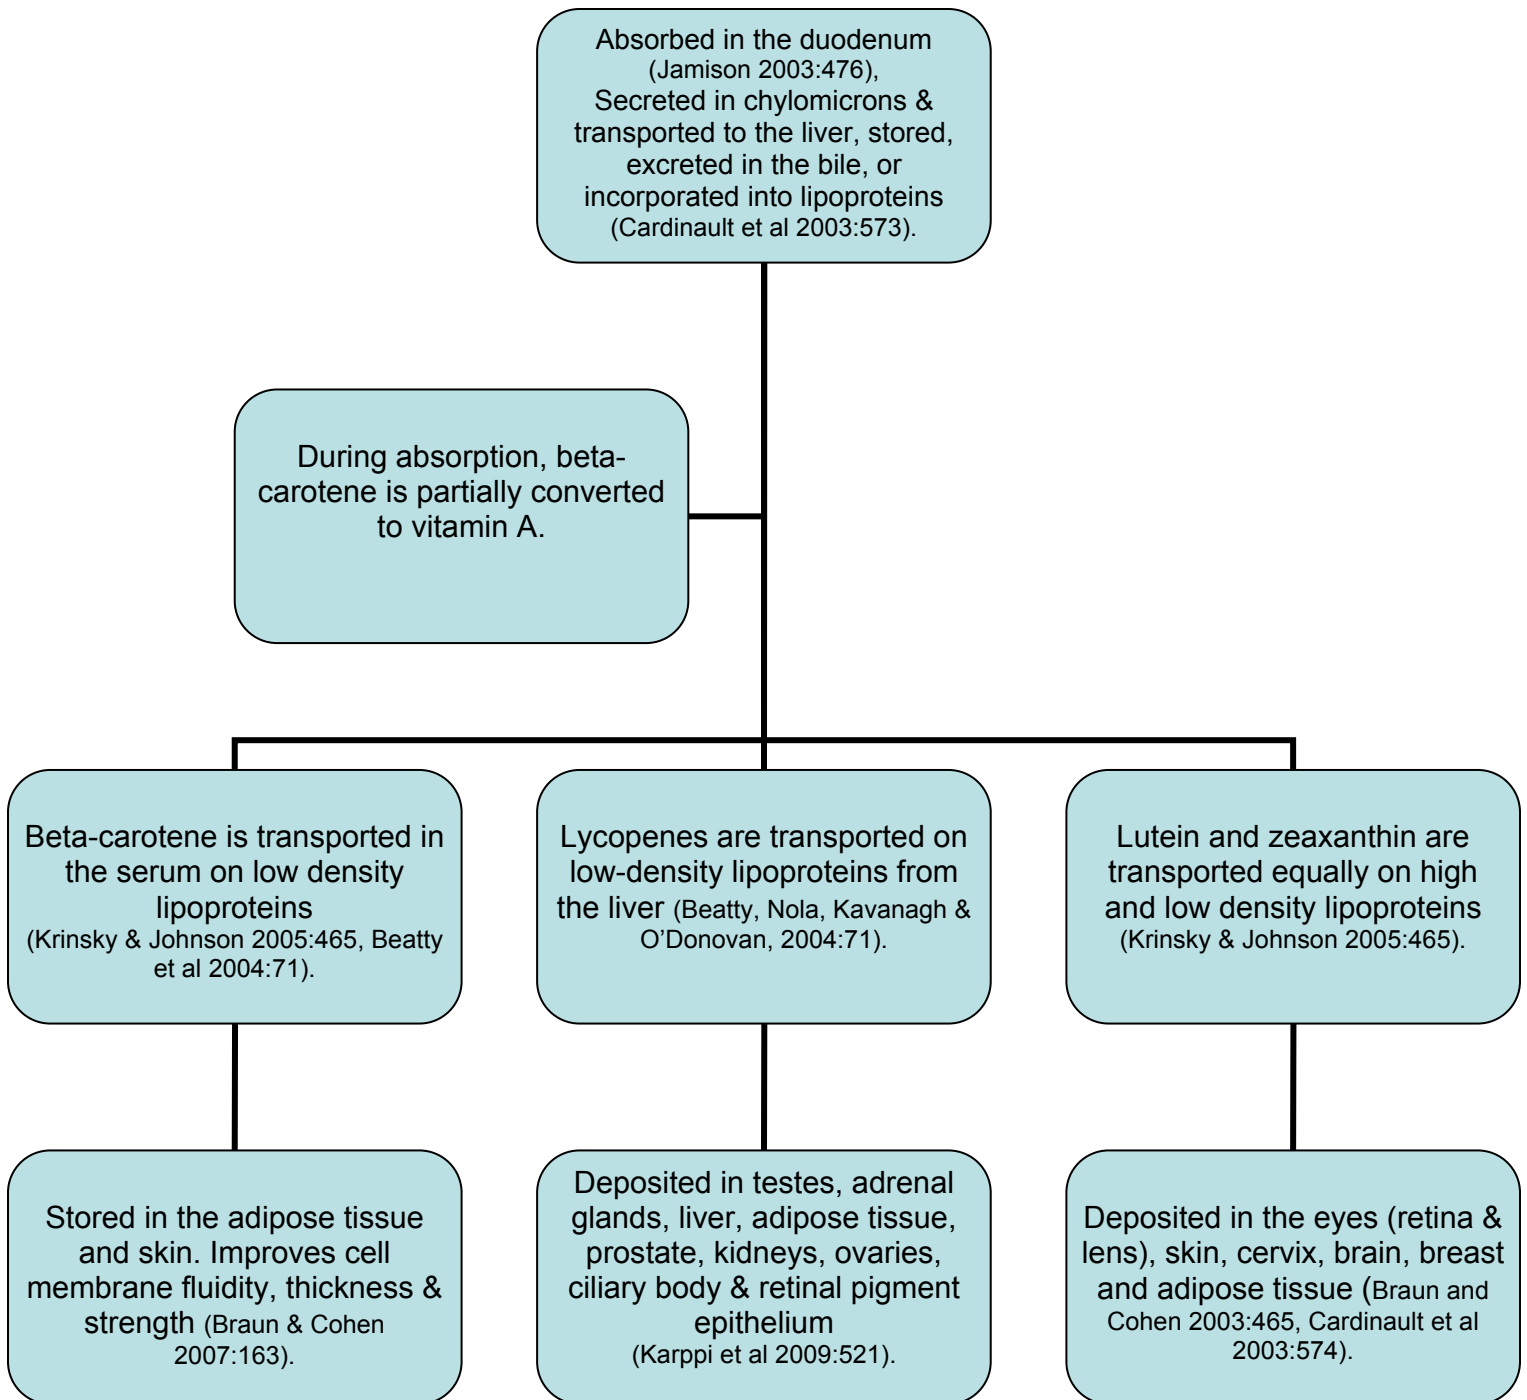 Absorbed in the duodenum
(Jamison 2003:476),
Secreted in chylomicrons &
transported to the liver, stored,
excreted in the bile, or
incorporated into lipoproteins
(Cardinault et al 2003:573).
During absorption, beta-
carotene is partially converted
to vitamin A.
Beta-carotene is transported in
the serum on low density
lipoproteins
(Krinsky & Johnson 2005:465, Beatty
et al 2004:71).
Lycopenes are transported on
low-density lipoproteins from
the liver (Beatty, Nola, Kavanagh &
O’Donovan, 2004:71).
Lutein and zeaxanthin are
transported equally on high
and low density lipoproteins
(Krinsky & Johnson 2005:465).
Stored in the adipose tissue
and skin. Improves cell
membrane fluidity, thickness &
strength (Braun & Cohen
2007:163).
Deposited in testes, adrenal
glands, liver, adipose tissue,
prostate, kidneys, ovaries,
ciliary body & retinal pigment
epithelium
(Karppi et al 2009:521).
Deposited in the eyes (retina &
lens), skin, cervix, brain, breast
and adipose tissue (Braun and
Cohen 2003:465, Cardinault et al
2003:574).